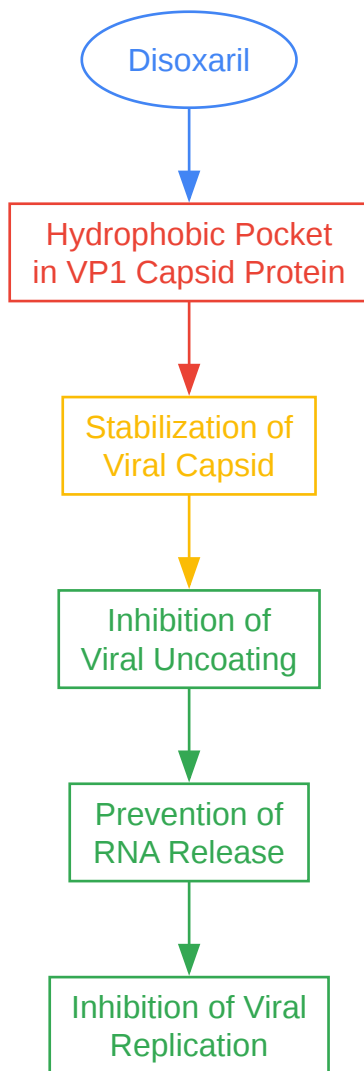 Disoxaril
Hydrophobic Pocket
in VP1 Capsid Protein
Stabilization of
Viral Capsid
Inhibition of
Viral Uncoating
Prevention of
RNA Release
Inhibition of Viral
Replication